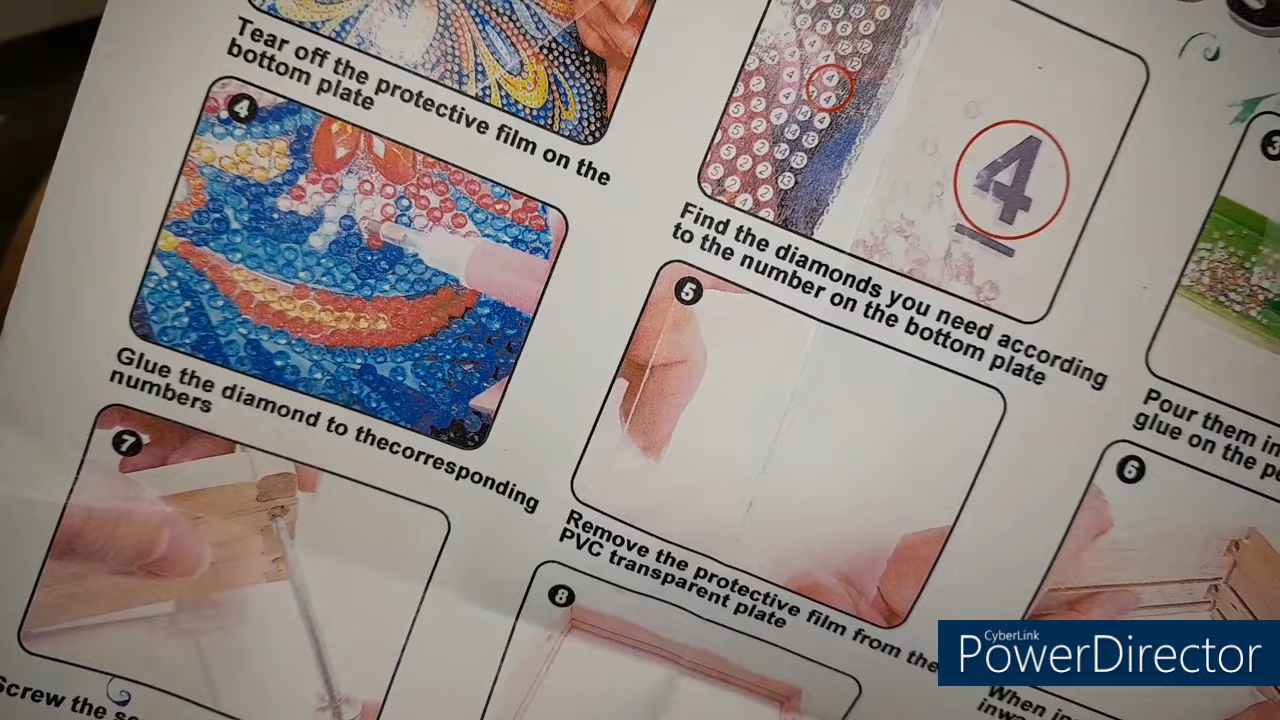 Tear off the protective film on the
bottom plate
4
Find the diamonds you need according
to the number on the bottom plate
3
Pour them in
glue on the
4
Glue the diamond to thecorresponding
numbers
5
Remove the protective film from the
PVC transparent plate
6
When in
7
Screw the
8
CyberLink
PowerDirector